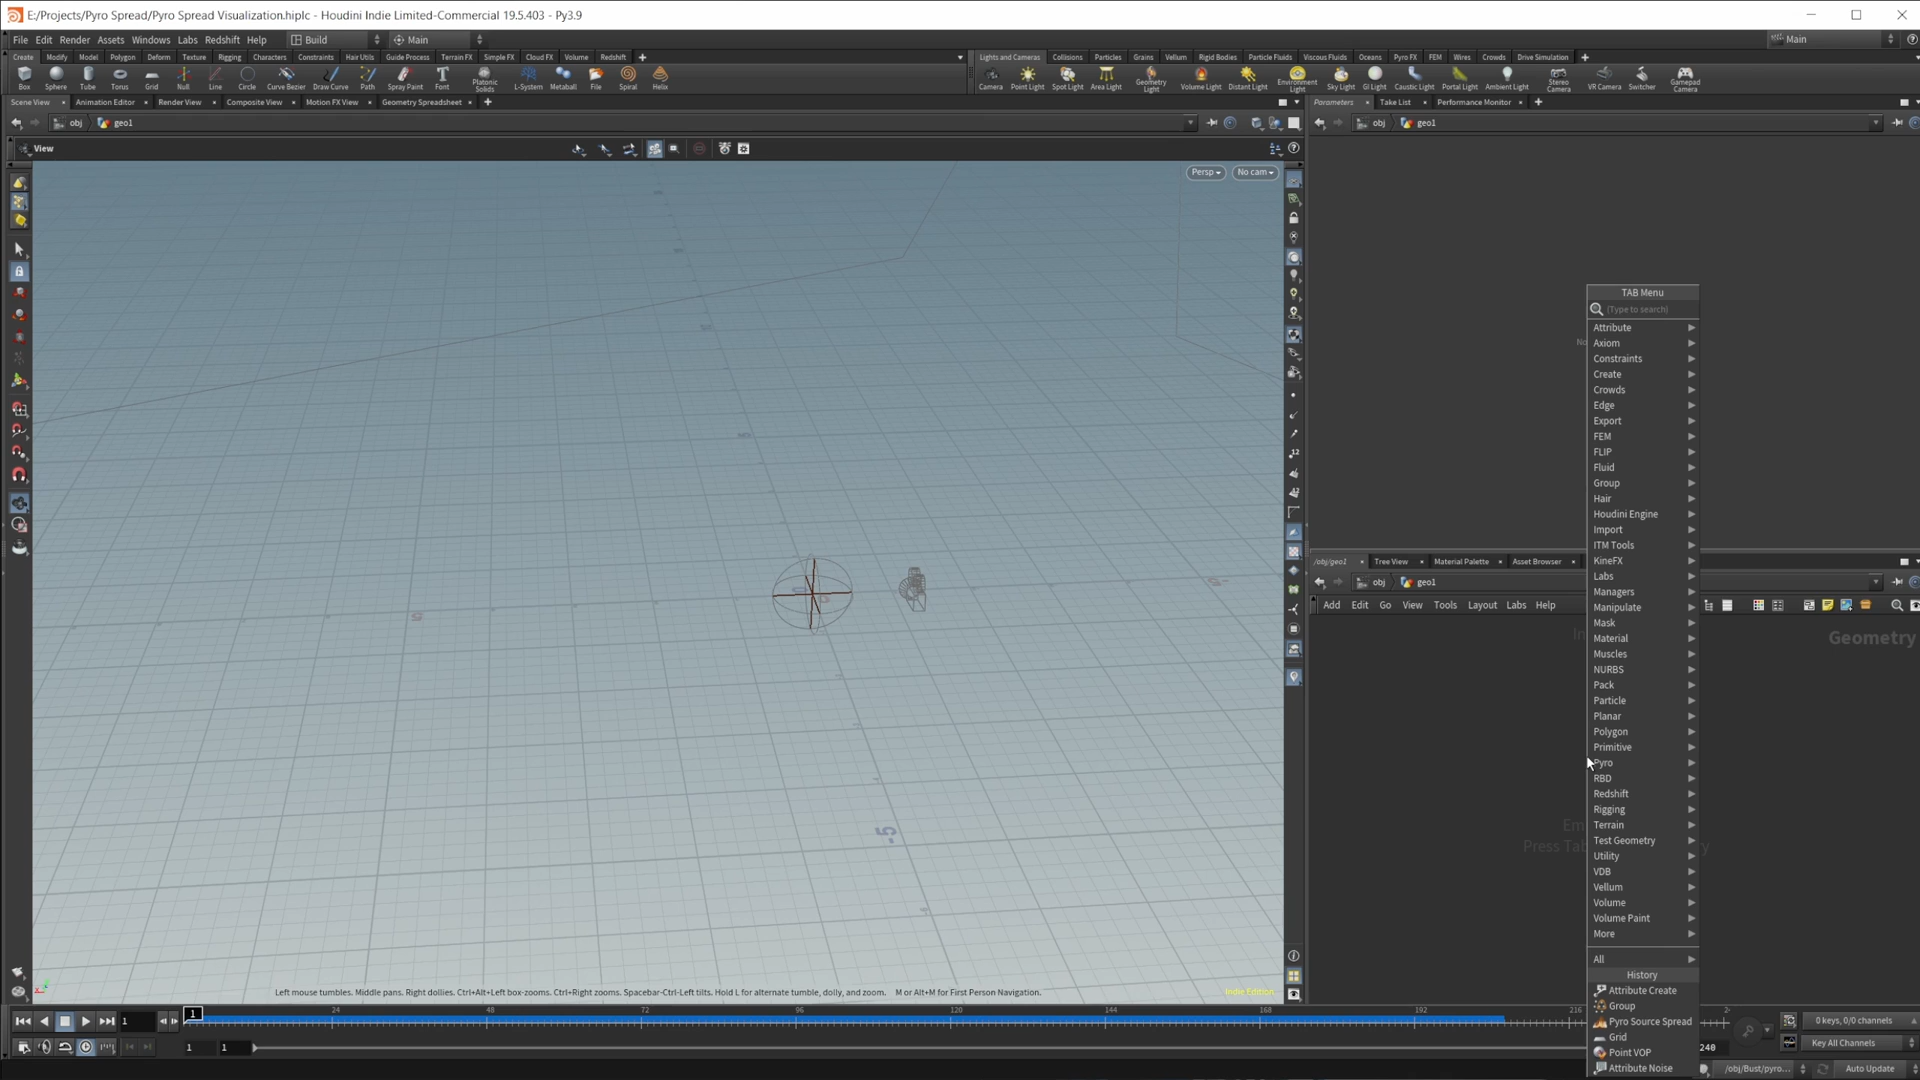 E:/Projects/Pyro Spread/Pyro Spread Visualization.hiplc - Houdini Indie Limited-Commercial 19.5.403 - Py3.9
File Edit Render Assets Windows Labs Redshift Help Build Main Main
Create Modify Model Polygon Deform Texture Rigging Characters Constraints Hair Utils Guide Process Terrain FX Simple FX Cloud FX Volume Redshift
Lights and Cameras Collisions Particles Grains Vellum Rigid Bodies Particle Fluids Viscous Fluids Oceans Pyro FX FEM Wires Crowds Drive Simulation
Box Sphere Tube Torus Grid Null Line Circle Curve Bezier Draw Curve Path Spray Paint Font Platonic Solids L-System Metaball File Spiral Helix
Camera Point Light Spot Light Area Light Geometry Light Volume Light Distant Light Environment Light Sky Light GI Light Caustic Light Portal Light Ambient Light Stereo Camera VR Camera Switcher Gamepad Camera
Scene View Animation Editor Render View Composite View Motion FX View Geometry Spreadsheet
Parameters Take List Performance Monitor
obj geo1
obj geo1
View
Persp No cam
TAB Menu
(Type to search)
Attribute
Axiom
Constraints
Create
Crowds
Edge
Export
FEM
FLIP
Fluid
Group
Hair
Houdini Engine
Import
ITM Tools
KineFX
Labs
Managers
Manipulate
Mask
Material
Muscles
NURBS
Pack
Particle
Planar
Polygon
Primitive
Pyro
RBD
Redshift
Rigging
Terrain
Test Geometry
Utility
VDB
Vellum
Volume
Volume Paint
More
All
History
Attribute Create
Group
Pyro Source Spread
Grid
Point VOP
Attribute Noise
/obj/geo1 Tree View Material Palette Asset Browser
obj geo1
Add Edit Go View Tools Layout Labs Help
Geometry
Press Tab
-5
Left mouse tumbles. Middle pans. Right dollies. Ctrl+Alt+Left box-zooms. Ctrl+Right zooms. Spacebar-Ctrl-Left tilts. Hold L for alternate tumble, dolly, and zoom. M or Alt+M for First Person Navigation.
Indie Edition
1
1 24 48 72 96 120 144 168 192 216
0 keys, 0/0 channels
1 1 240
Key All Channels
/obj/Bust/pyro... Auto Update